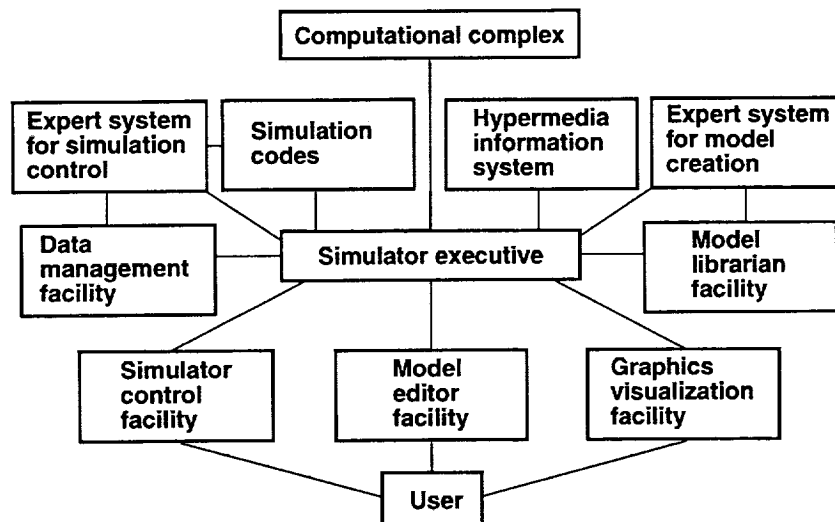 Computational complex
Expert system
for simulation
control
Simulation
codes
Hypermedia
information
system
Expert system
for model
creation
Data
management
facility
Simulator executive
Model
librarian
facility
Simulator
control
facility
Model
editor
facility
Graphics
visualization
facility
User